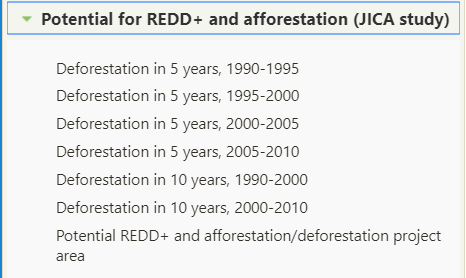 Potential for REDD+ and afforestation (JICA study)
Deforestation in 5 years, 1990-1995
Deforestation in 5 years, 1995-2000
Deforestation in 5 years, 2000-2005
Deforestation in 5 years, 2005-2010
Deforestation in 10 years, 1990-2000
Deforestation in 10 years, 2000-2010
Potential REDD+ and afforestation/deforestation project
area